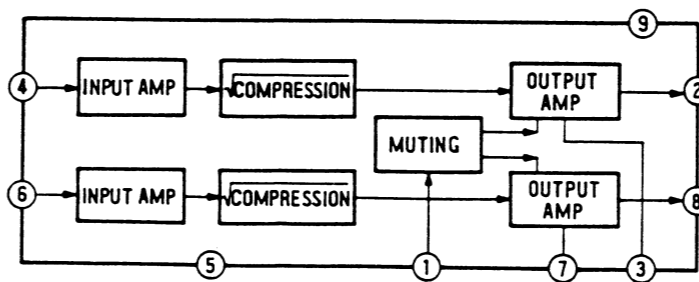 9
4
INPUT AMP
√COMPRESSION
OUTPUT
AMP
2
MUTING
6
INPUT AMP
√COMPRESSION
OUTPUT
AMP
8
5
1
7
3